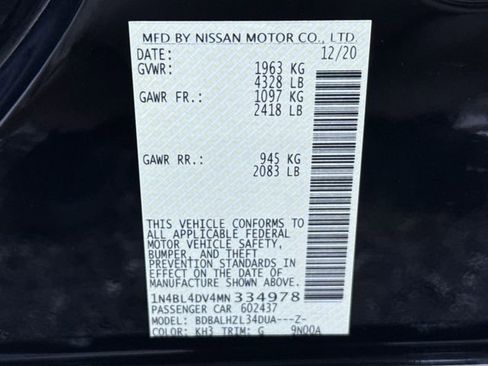 MFD BY NISSAN MOTOR CO., LTD.
DATE: 12/20
GVWR: 1963 KG
4328 LB
GAWR FR.: 1097 KG
2418 LB
GAWR RR.: 945 KG
2083 LB
THIS VEHICLE CONFORMS TO
ALL APPLICABLE FEDERAL
MOTOR VEHICLE SAFETY,
BUMPER, AND THEFT
PREVENTION STANDARDS IN
EFFECT ON THE DATE OF
MANUFACTURE SHOWN ABOVE.
1N4BL4DV4MN334978
PASSENGER CAR 602437
MODEL: BDBALHZL34DUA---Z-
COLOR: KH3 TRIM: G 9N00A